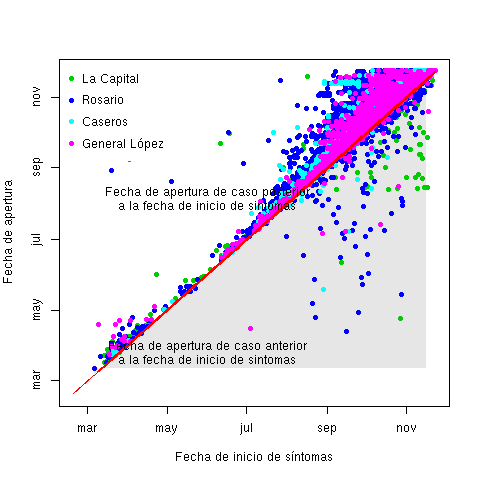 La Capital
Rosario
Caseros
General López
Fecha de apertura de caso posterior
a la fecha de inicio de sintomas
Fecha de apertura de caso anterior
a la fecha de inicio de sintomas
Fecha de apertura
mar
may
jul
sep
nov
mar
may
jul
sep
nov
Fecha de inicio de síntomas